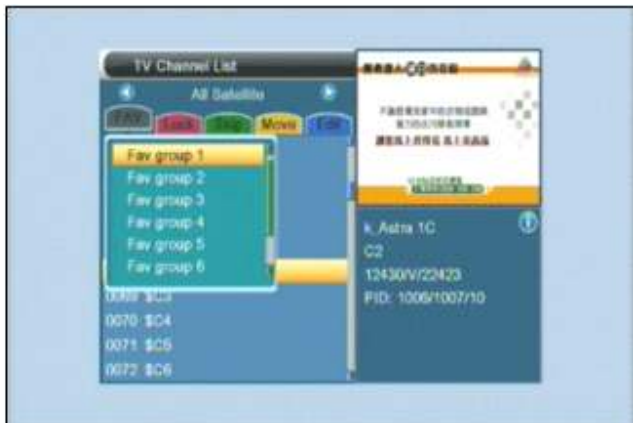 TV Channel List
All Satellite
FAV Lock Skip Move Edit
Fav group 1
Fav group 2
Fav group 3
Fav group 4
Fav group 5
Fav group 6
0069 $C3
0070 $C4
0071 $C5
0072 $C6
k_Astra 1C
C2
12430/V/22423
PID: 1006/1007/10